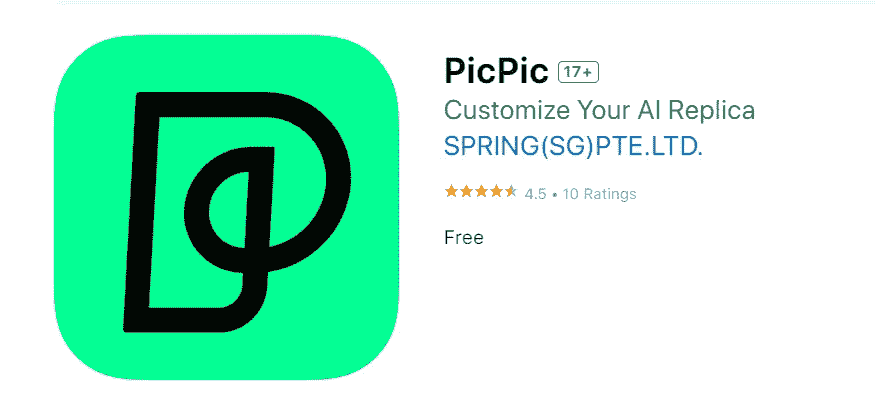 PicPic 17+
Customize Your AI Replica
SPRING(SG)PTE.LTD.
★★★★★ 4.5 • 10 Ratings
Free